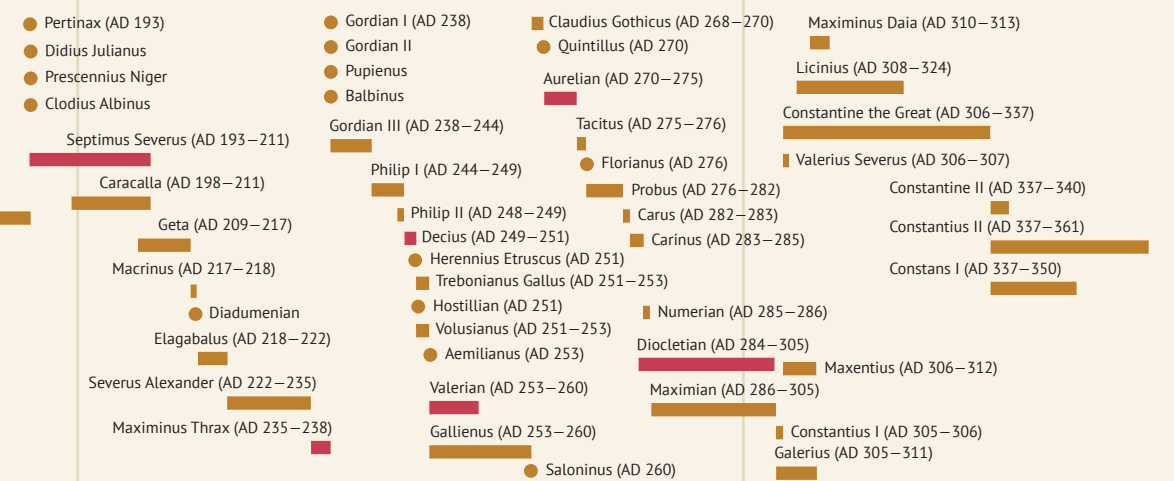 Pertinax (AD 193)
Didius Julianus
Prescennius Niger
Clodius Albinus
Septimus Severus (AD 193–211)
Caracalla (AD 198–211)
Geta (AD 209–217)
Macrinus (AD 217–218)
Diadumenian
Elagabalus (AD 218–222)
Severus Alexander (AD 222–235)
Maximinus Thrax (AD 235–238)
Gordian I (AD 238)
Gordian II
Pupienus
Balbinus
Gordian III (AD 238–244)
Philip I (AD 244–249)
Philip II (AD 248–249)
Decius (AD 249–251)
Herennius Etruscus (AD 251)
Trebonianus Gallus (AD 251–253)
Hostillian (AD 251)
Volusianus (AD 251–253)
Aemilianus (AD 253)
Valerian (AD 253–260)
Gallienus (AD 253–260)
Saloninus (AD 260)
Claudius Gothicus (AD 268–270)
Quintillus (AD 270)
Aurelian (AD 270–275)
Tacitus (AD 275–276)
Florianus (AD 276)
Probus (AD 276–282)
Carus (AD 282–283)
Carinus (AD 283–285)
Numerian (AD 285–286)
Diocletian (AD 284–305)
Maximian (AD 286–305)
Maximinus Daia (AD 310–313)
Licinius (AD 308–324)
Constantine the Great (AD 306–337)
Valerius Severus (AD 306–307)
Constantine II (AD 337–340)
Constantius II (AD 337–361)
Constans I (AD 337–350)
Maxentius (AD 306–312)
Constantius I (AD 305–306)
Galerius (AD 305–311)